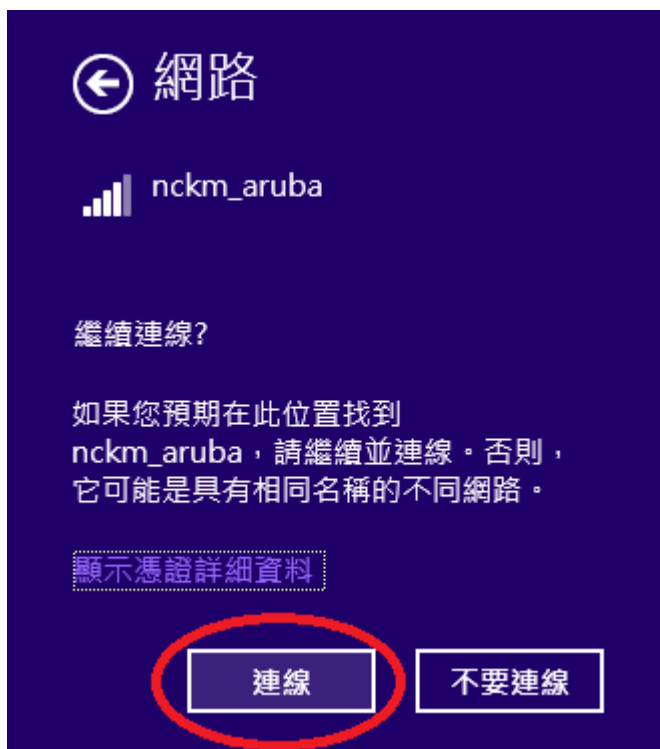 網路
nckm_aruba
繼續連線?
如果您預期在此位置找到
nckm_aruba，請繼續並連線。否則，
它可能是具有相同名稱的不同網路。
顯示憑證詳細資料
連線
不要連線